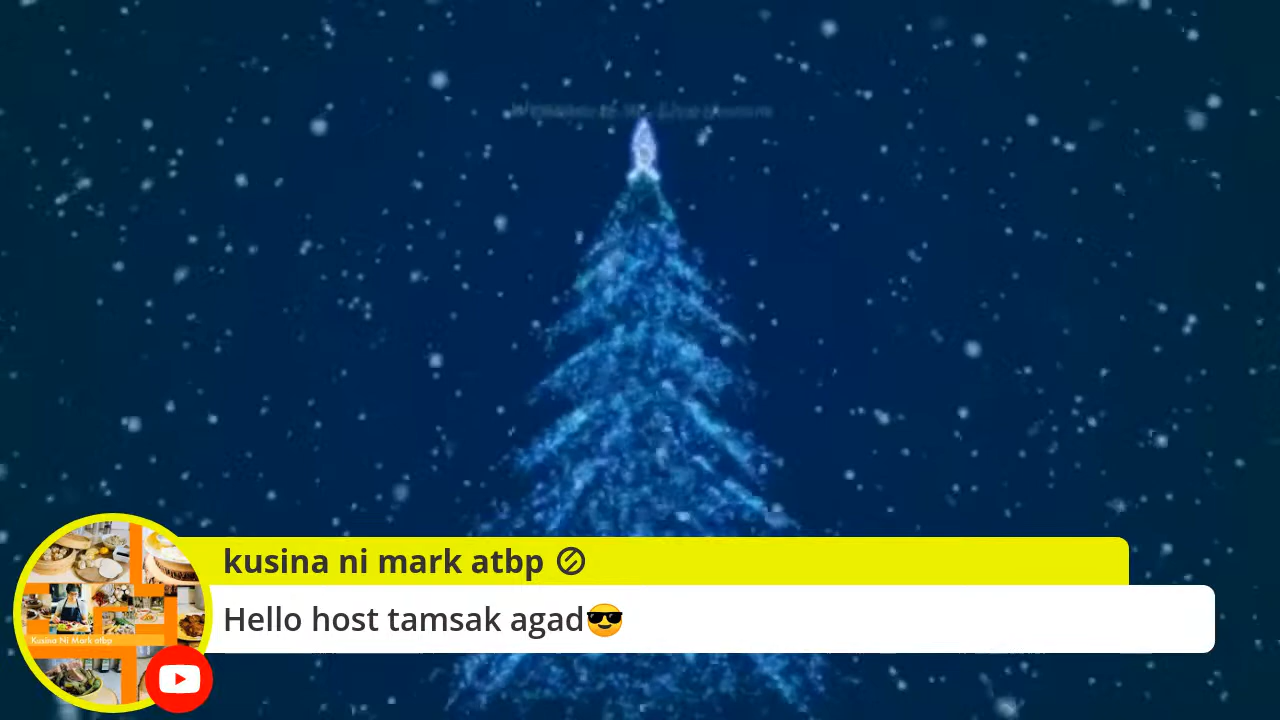 kusina ni mark atbp
Hello host tamsak agad😎
Kusina Ni Mark atbp